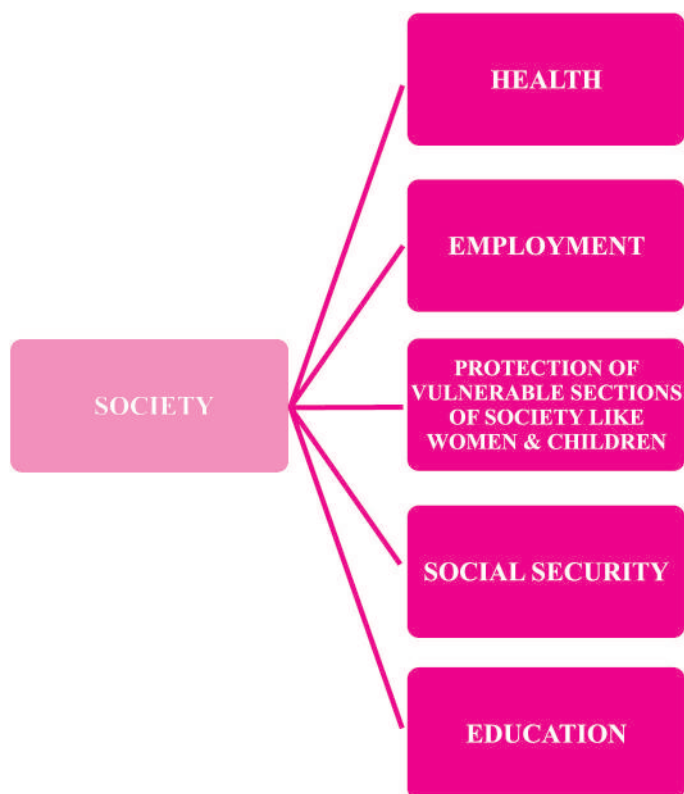 HEALTH
EMPLOYMENT
SOCIETY
PROTECTION OF
VULNERABLE SECTIONS
OF SOCIETY LIKE
WOMEN & CHILDREN
SOCIAL SECURITY
EDUCATION